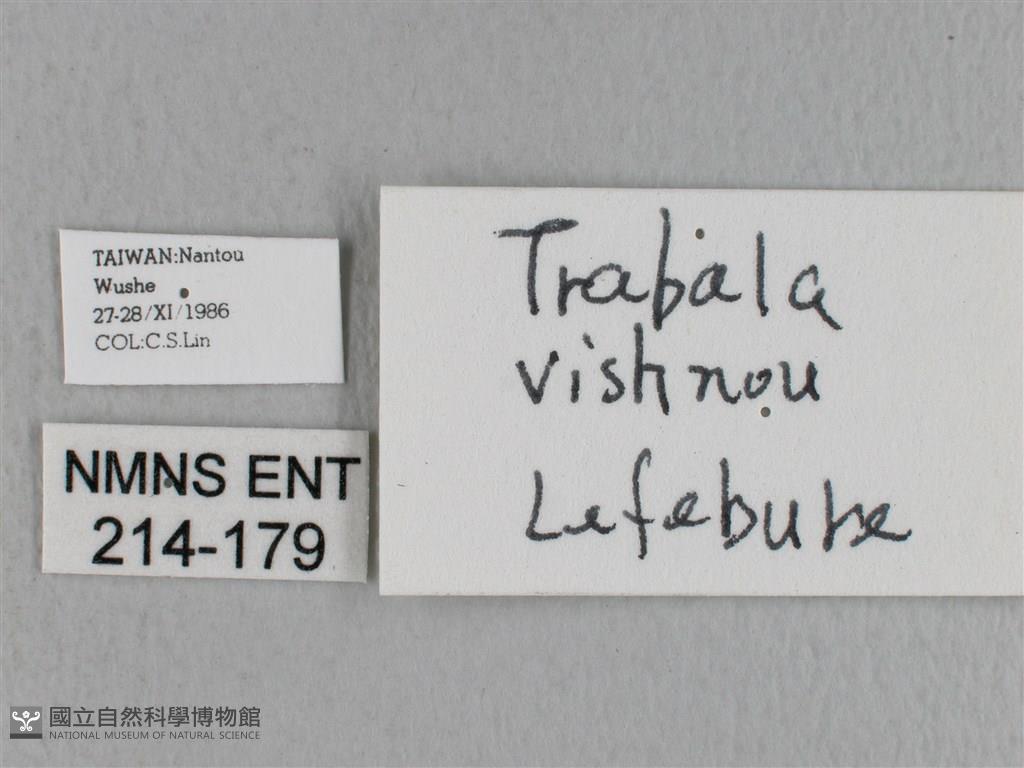 TAIWAN:Nantou
Wushe
27-28/XI/1986
COL:C.S.Lin
NMNS ENT
214-179
Trabala
vishnou
Lefebure
國立自然科學博物館
NATIONAL MUSEUM OF NATURAL SCIENCE